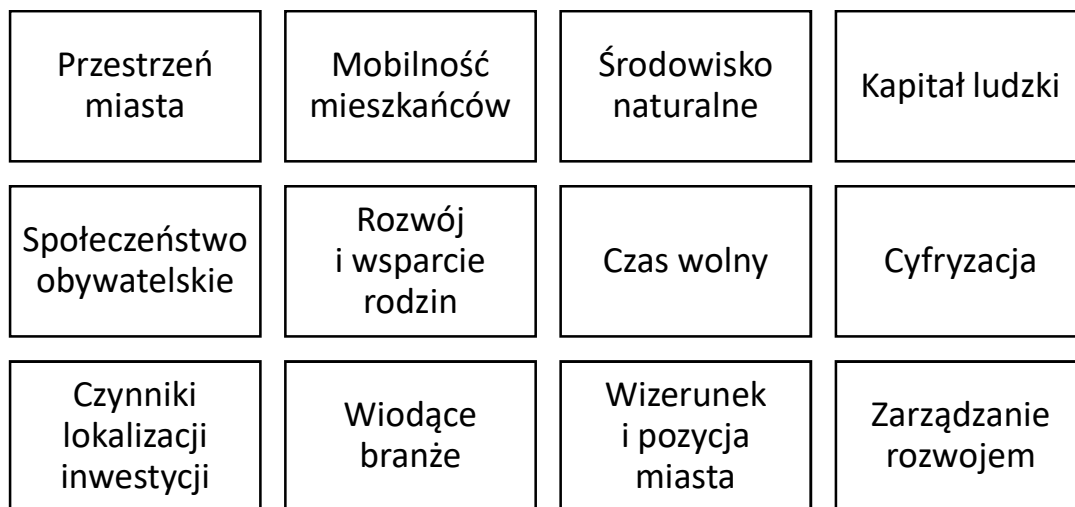 Przestrzeń
miasta
Mobilność
mieszkańców
Środowisko
naturalne
Kapitał ludzki
Społeczeństwo
obywatelskie
Rozwój
i wsparcie
rodzin
Czas wolny
Cyfryzacja
Czynniki
lokalizacji
inwestycji
Wiodące
branże
Wizerunek
i pozycja
miasta
Zarządzanie
rozwojem